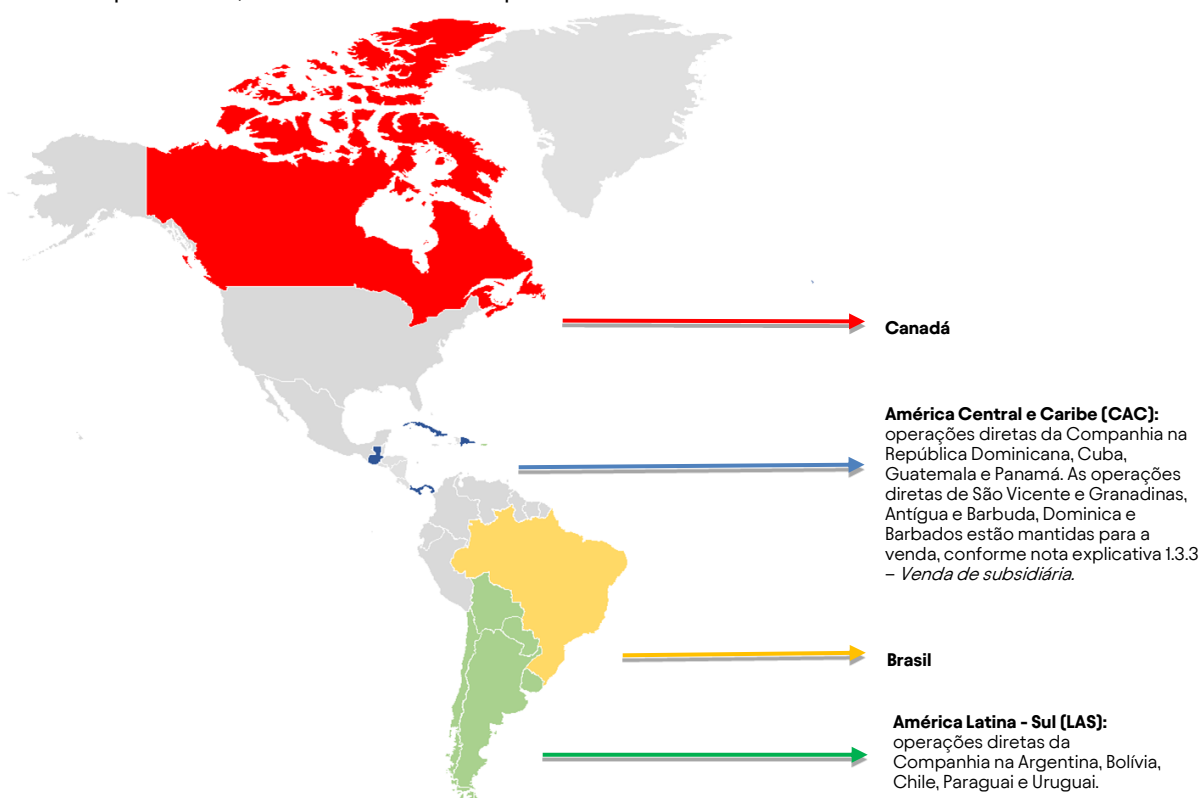 Canadá
América Central e Caribe (CAC):
operações diretas da Companhia na
República Dominicana, Cuba,
Guatemala e Panamá. As operações
diretas de São Vicente e Granadinas,
Antígua e Barbuda, Dominica e
Barbados estão mantidas para a
venda, conforme nota explicativa 1.3.3
– Venda de subsidiária.
Brasil
América Latina - Sul (LAS):
operações diretas da
Companhia na Argentina, Bolívia,
Chile, Paraguai e Uruguai.